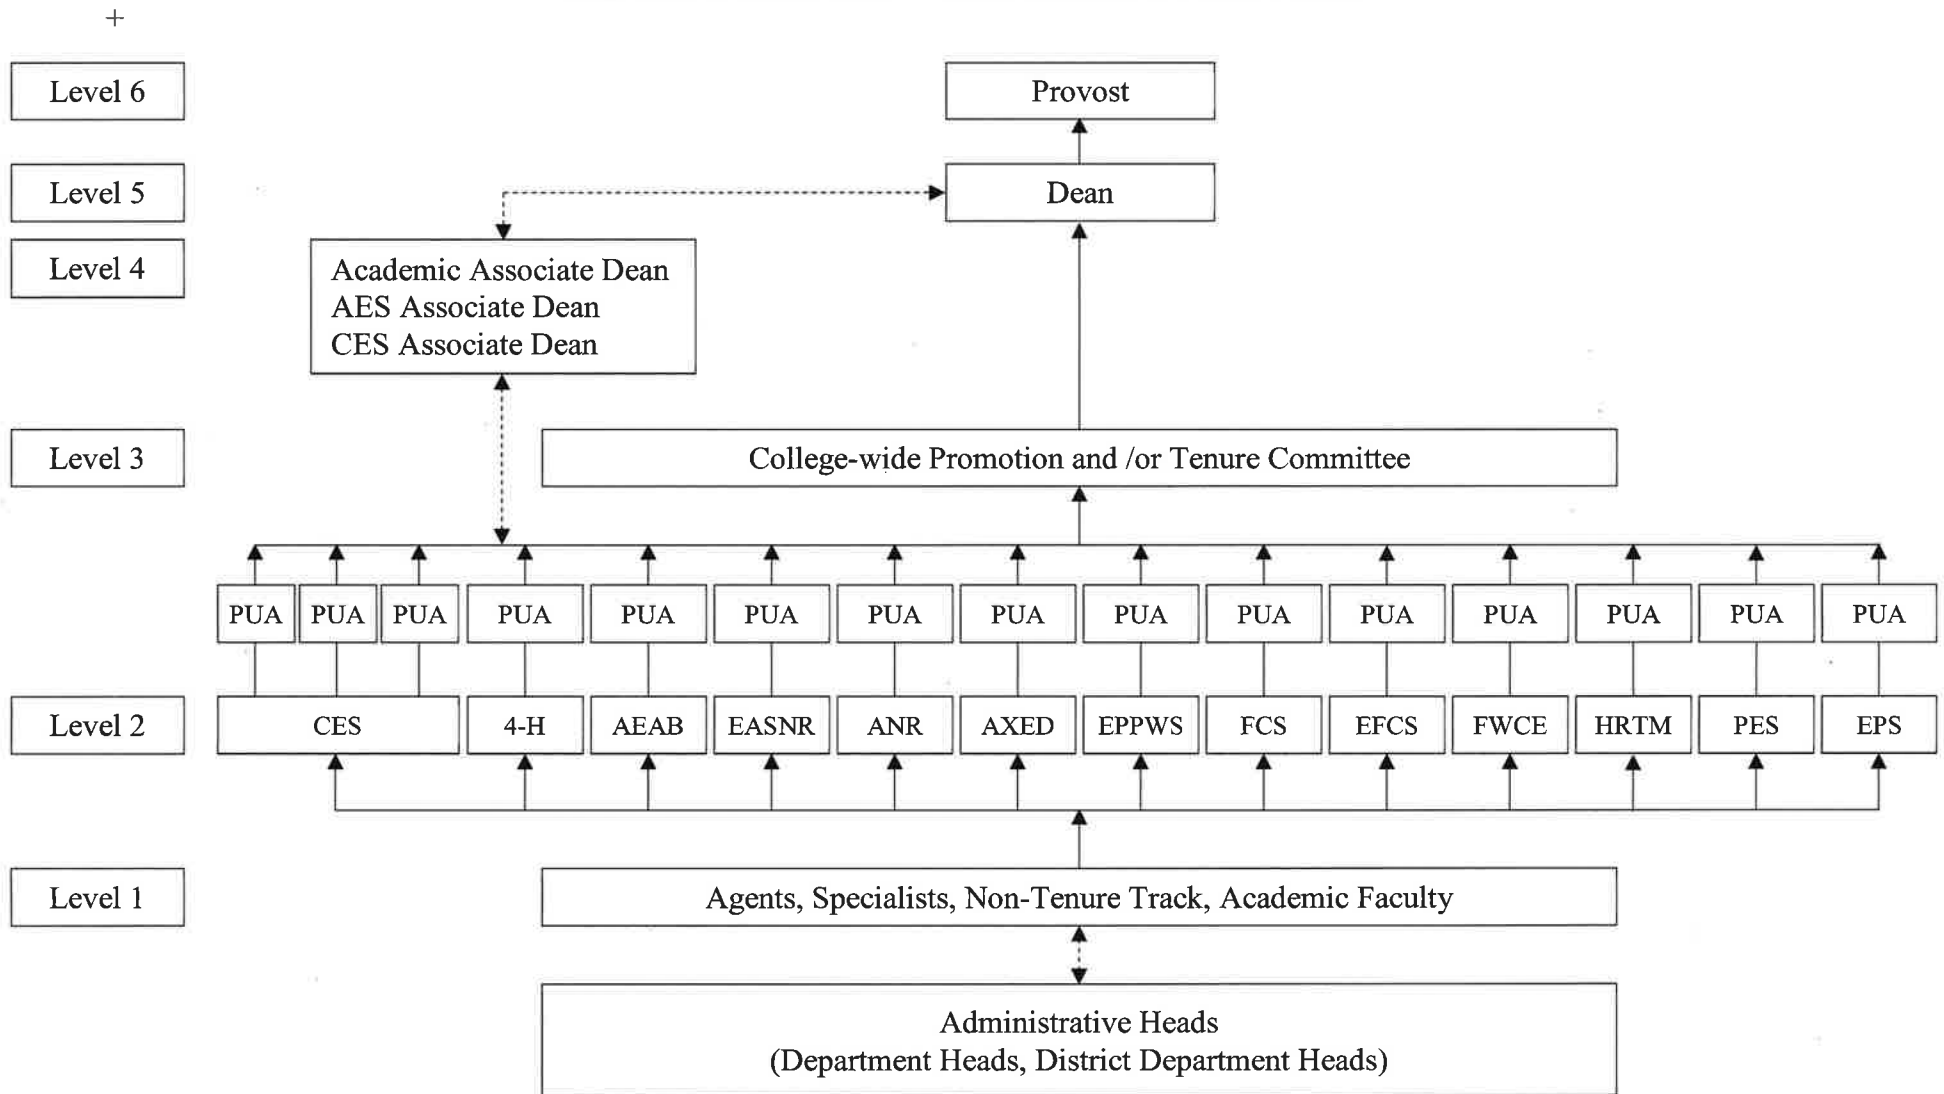 +
Level 6
Provost
Level 5
Dean
Level 4
Academic Associate Dean
AES Associate Dean
CES Associate Dean
Level 3
College-wide Promotion and /or Tenure Committee
PUA PUA PUA PUA PUA PUA PUA PUA PUA PUA PUA PUA PUA PUA PUA
Level 2
CES 4-H AEAB EASNR ANR AXED EPPWS FCS EFCS FWCE HRTM PES EPS
Level 1
Agents, Specialists, Non-Tenure Track, Academic Faculty
Administrative Heads
(Department Heads, District Department Heads)